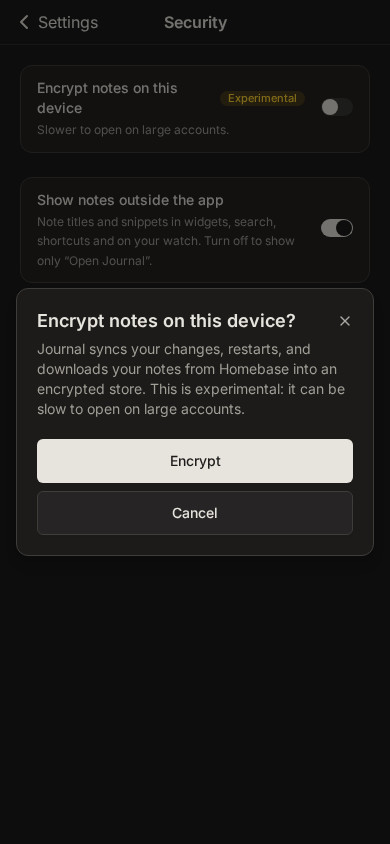 Settings
Security
Encrypt notes on this
device
Experimental
Slower to open on large accounts.
Show notes outside the app
Note titles and snippets in widgets, search,
shortcuts and on your watch. Turn off to show
only “Open Journal”.
Encrypt notes on this device?
Journal syncs your changes, restarts, and
downloads your notes from Homebase into an
encrypted store. This is experimental: it can be
slow to open on large accounts.
Encrypt
Cancel